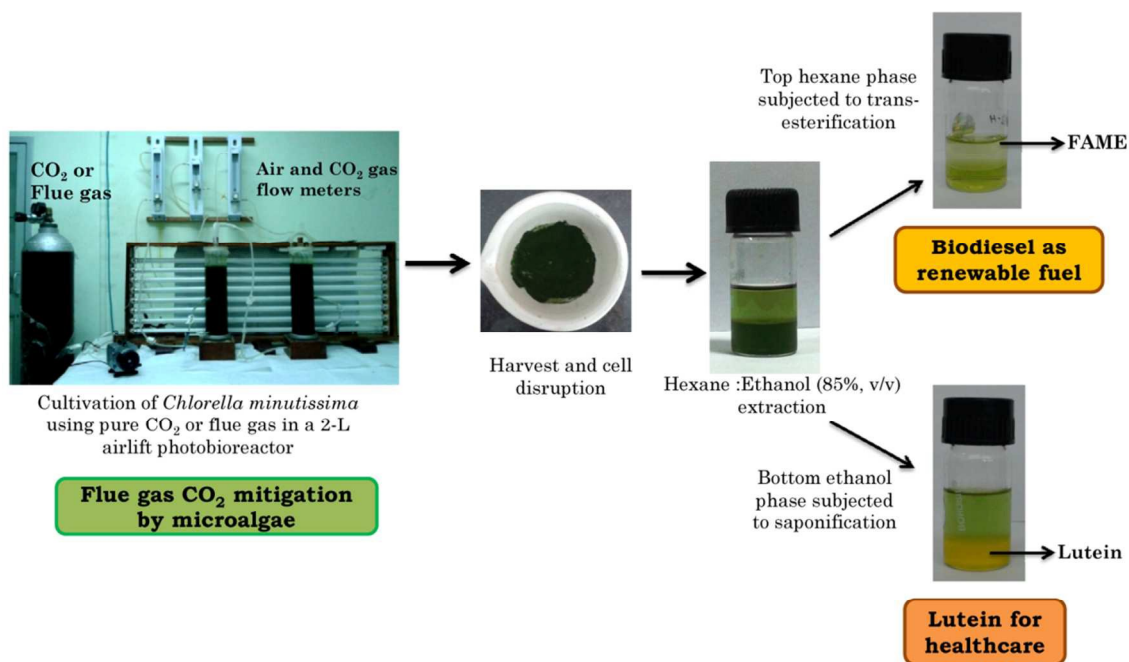 CO₂ or
Flue gas
Air and CO₂ gas
flow meters
Cultivation of Chlorella minutissima
using pure CO₂ or flue gas in a 2-L
airlift photobioreactor
Flue gas CO₂ mitigation
by microalgae
Harvest and cell
disruption
Hexane :Ethanol (85%, v/v)
extraction
Top hexane phase
subjected to trans-
esterification
FAME
Biodiesel as
renewable fuel
Bottom ethanol
phase subjected
to saponification
Lutein
Lutein for
healthcare